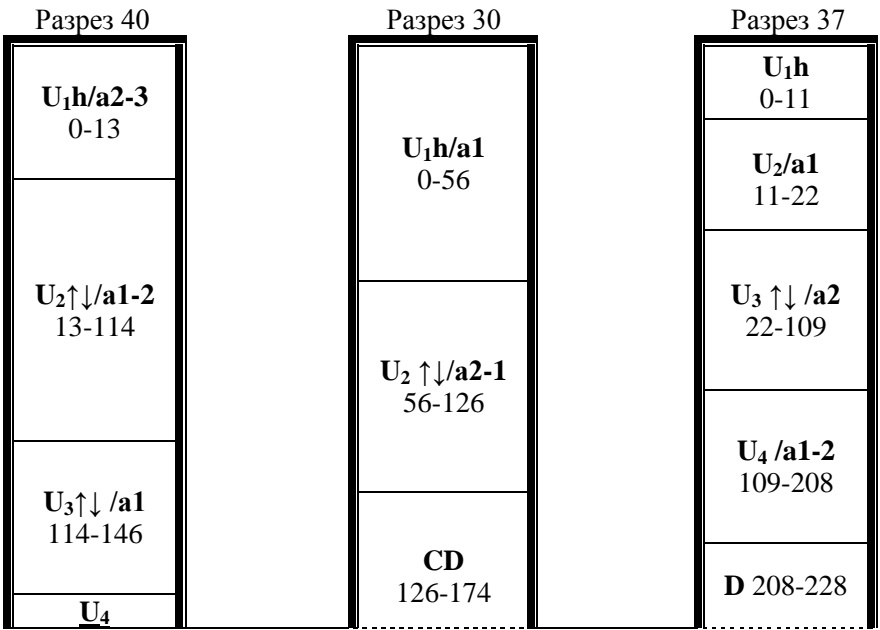 Разрез 40
U₁h/a2-3
0-13
U₂↑↓/a1-2
13-114
U₃↑↓ /a1
114-146
U₄
Разрез 30
U₁h/a1
0-56
U₂ ↑↓/a2-1
56-126
CD
126-174
Разрез 37
U₁h
0-11
U₂/a1
11-22
U₃ ↑↓ /a2
22-109
U₄ /a1-2
109-208
D 208-228